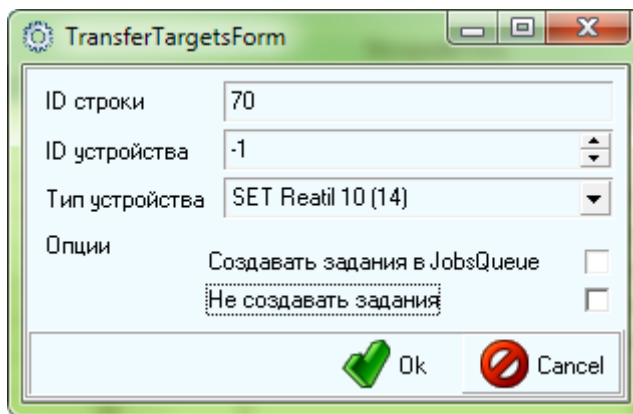 TransferTargetsForm
ID строки 70
ID устройства -1
Тип устройства SET Reatil 10 (14)
Опции
Создавать задания в JobsQueue
Не создавать задания
Ok Cancel